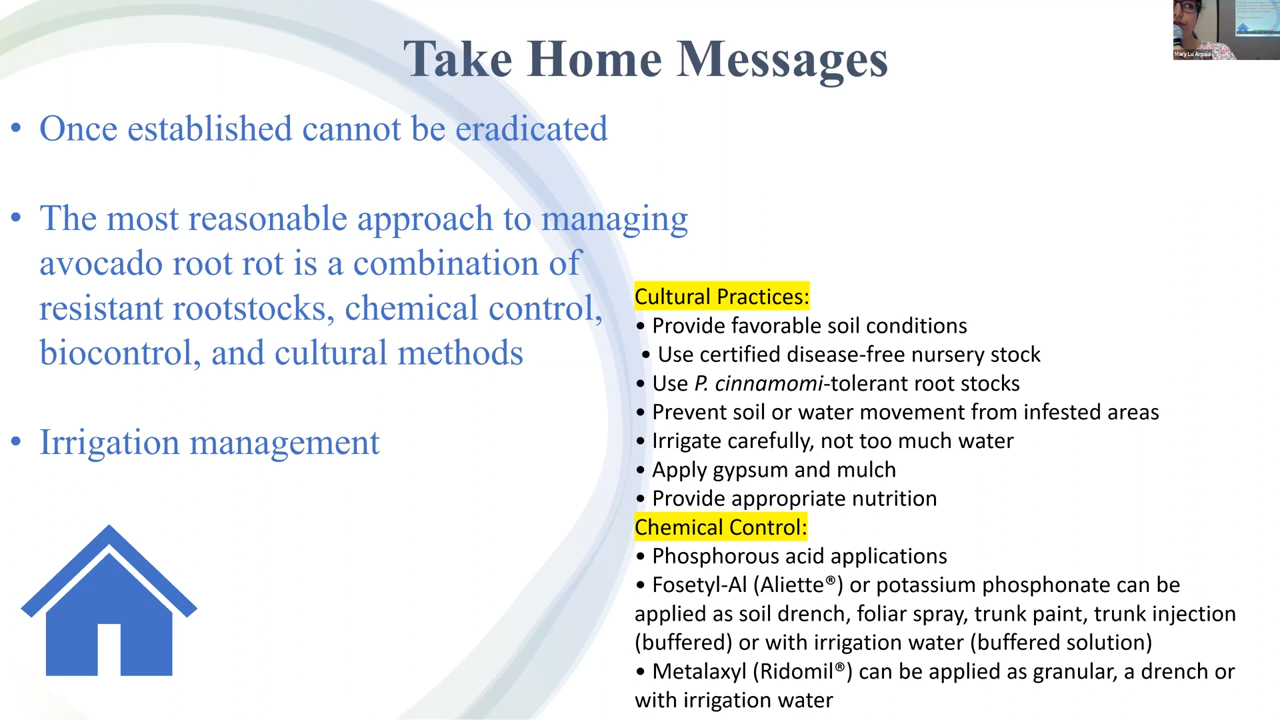 Take Home Messages
• Once established cannot be eradicated
• The most reasonable approach to managing
avocado root rot is a combination of
resistant rootstocks, chemical control,
biocontrol, and cultural methods
• Irrigation management
Cultural Practices:
• Provide favorable soil conditions
• Use certified disease-free nursery stock
• Use P. cinnamomi-tolerant root stocks
• Prevent soil or water movement from infested areas
• Irrigate carefully, not too much water
• Apply gypsum and mulch
• Provide appropriate nutrition
Chemical Control:
• Phosphorous acid applications
• Fosetyl-Al (Aliette®) or potassium phosphonate can be
applied as soil drench, foliar spray, trunk paint, trunk injection
(buffered) or with irrigation water (buffered solution)
• Metalaxyl (Ridomil®) can be applied as granular, a drench or
with irrigation water
Mary Lu Arpaia